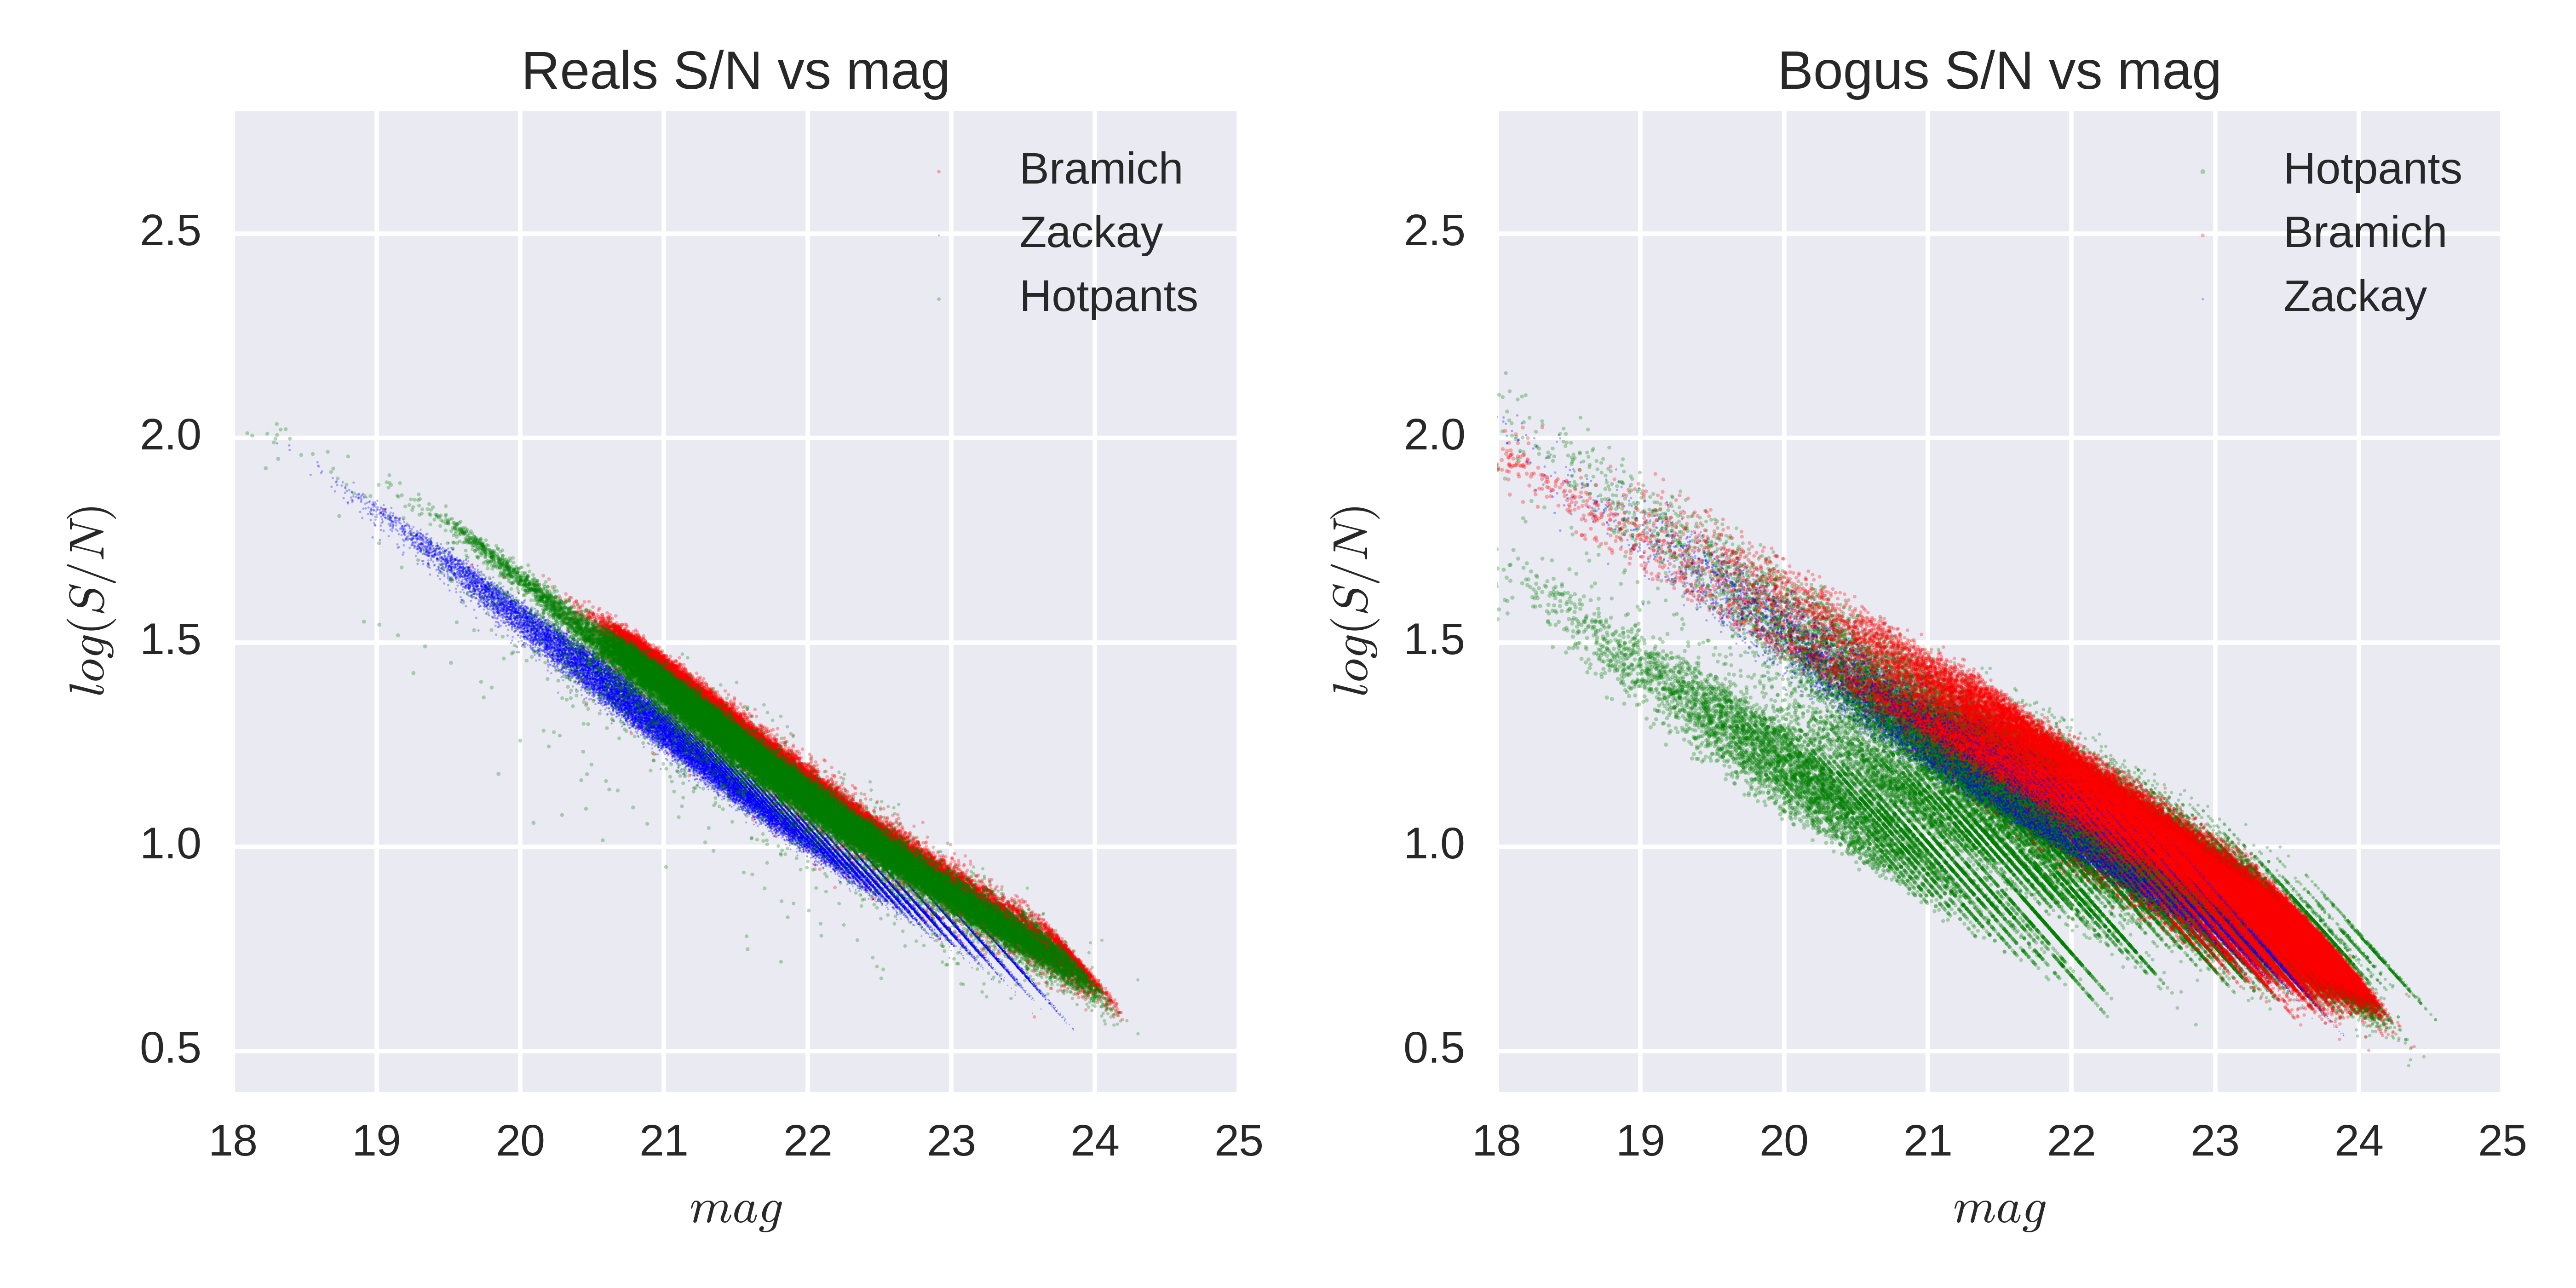 Reals S/N vs mag
Bramich
Zackay
Hotpants
2.5
2.0
1.5
1.0
0.5
log(S/N)
18 19 20 21 22 23 24 25
mag
Bogus S/N vs mag
Hotpants
Bramich
Zackay
2.5
2.0
1.5
1.0
0.5
log(S/N)
18 19 20 21 22 23 24 25
mag